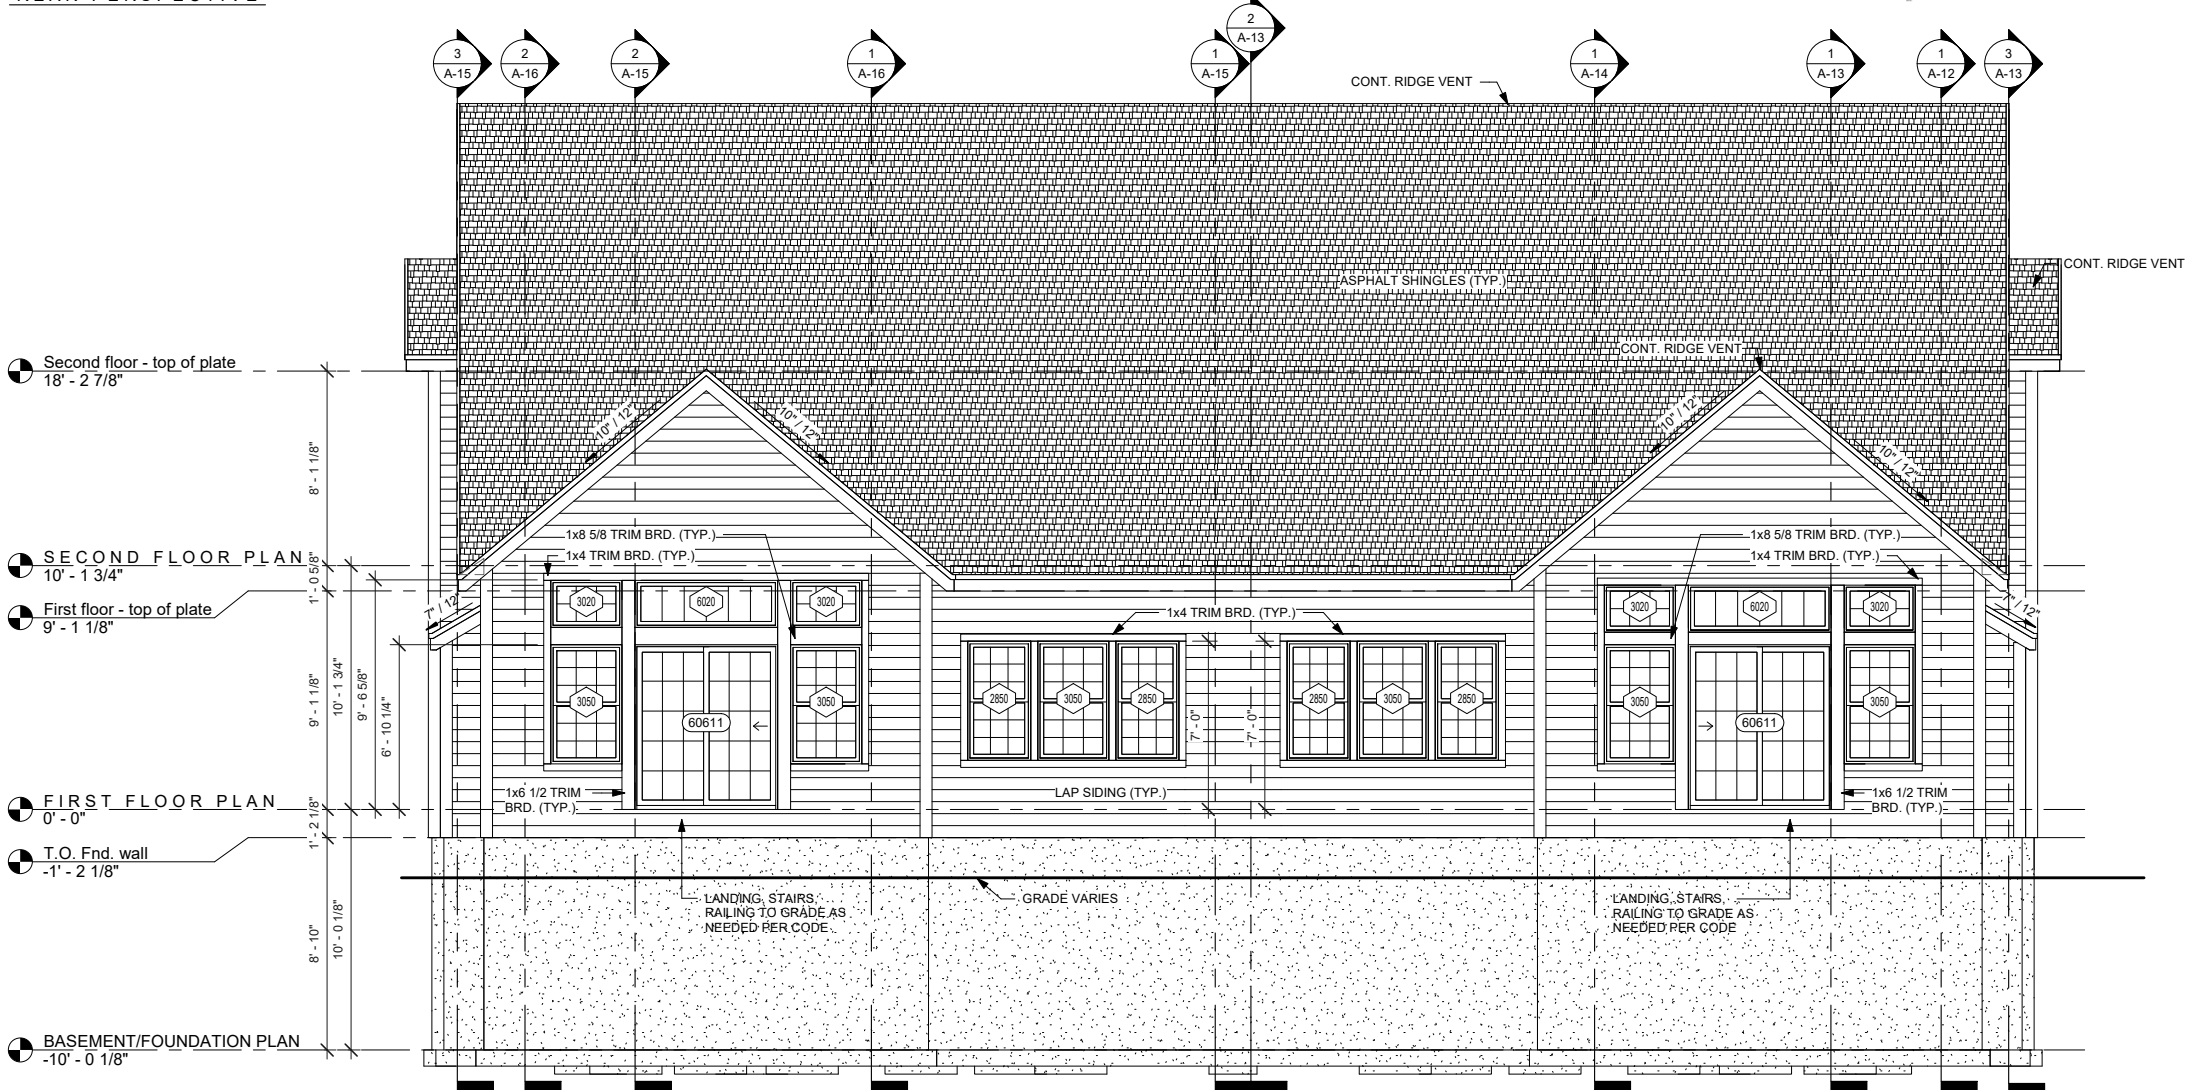 2
A-13
3
A-15
2
A-16
2
A-15
1
A-16
1
A-15
1
A-14
1
A-13
1
A-12
3
A-13
CONT. RIDGE VENT
CONT. RIDGE VENT
ASPHALT SHINGLES (TYP.)
CONT. RIDGE VENT
Second floor - top of plate
18' - 2 7/8"
10" / 12"
10" / 12"
10" / 12"
10" / 12"
8' - 1 1/8"
1x8 5/8 TRIM BRD. (TYP.)
1x4 TRIM BRD. (TYP.)
1x8 5/8 TRIM BRD. (TYP.)
1x4 TRIM BRD. (TYP.)
SECOND FLOOR PLAN
10' - 1 3/4"
1' - 0 5/8"
First floor - top of plate
9' - 1 1/8"
7" / 12"
7" / 12"
3020
6020
3020
3020
6020
3020
1x4 TRIM BRD. (TYP.)
9' - 1 1/8"
10' - 1 3/4"
9' - 6 5/8"
6' - 10 1/4"
3050
60611
3050
2850
3050
2850
7' - 0"
7' - 0"
2850
3050
2850
3050
60611
3050
FIRST FLOOR PLAN
0' - 0"
1x6 1/2 TRIM
BRD. (TYP.)
LAP SIDING (TYP.)
1x6 1/2 TRIM
BRD. (TYP.)
1' - 2 1/8"
T.O. Fnd. wall
-1' - 2 1/8"
LANDING, STAIRS,
RAILING TO GRADE AS
NEEDED PER CODE
GRADE VARIES
LANDING, STAIRS,
RAILING TO GRADE AS
NEEDED PER CODE
8' - 10"
10' - 0 1/8"
BASEMENT/FOUNDATION PLAN
-10' - 0 1/8"